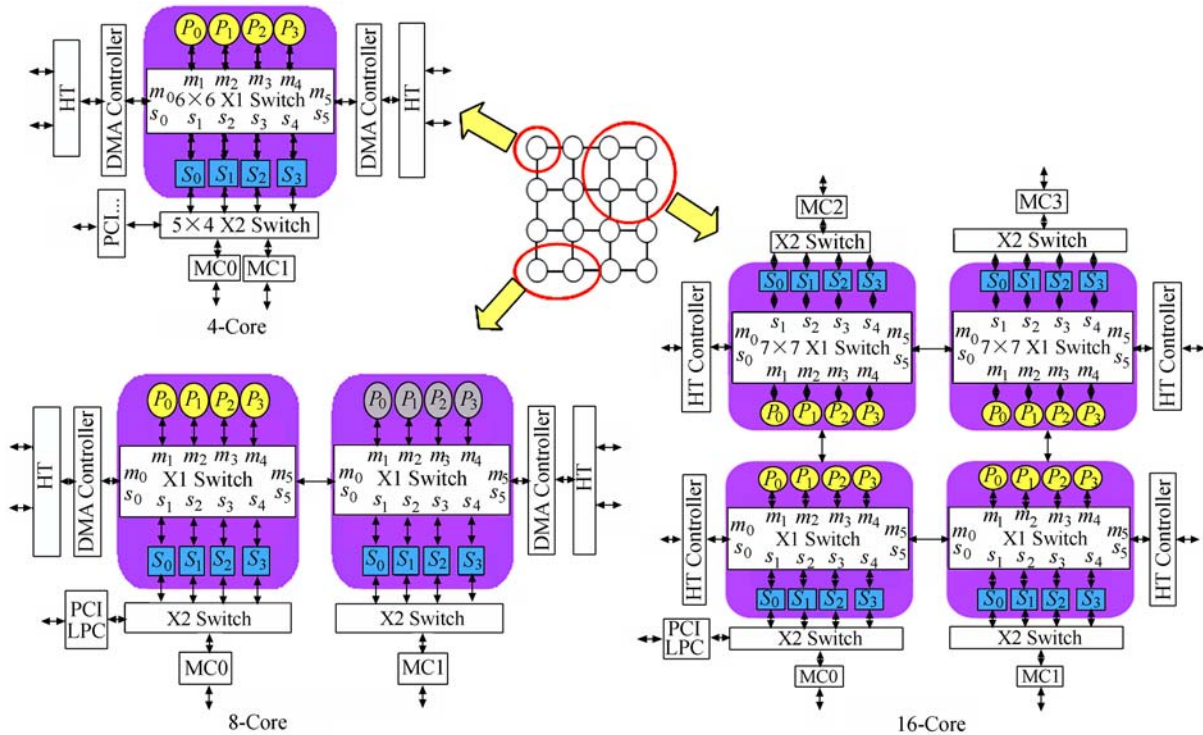 P0 P1 P2 P3
HT
DMA Controller
m1 m2 m3 m4
m0 6×6 X1 Switch m5
s0 s1 s2 s3 s4 s5
DMA Controller
HT
S0 S1 S2 S3
PCI...
5×4 X2 Switch
MC0 MC1
4-Core
P0 P1 P2 P3
HT
DMA Controller
m1 m2 m3 m4
m0 X1 Switch m5
s0 s1 s2 s3 s4 s5
S0 S1 S2 S3
PCI
LPC
X2 Switch
MC0
P0 P1 P2 P3
m1 m2 m3 m4
m0 X1 Switch m5
s0 s1 s2 s3 s4 s5
DMA Controller
HT
S0 S1 S2 S3
X2 Switch
MC1
8-Core
MC2
X2 Switch
S0 S1 S2 S3
HT Controller
s1 s2 s3 s4
m0 7×7 X1 Switch m5
s0 m1 m2 m3 m4 s5
P0 P1 P2 P3
MC3
X2 Switch
S0 S1 S2 S3
s1 s2 s3 s4
m0 7×7 X1 Switch m5
s0 m1 m2 m3 m4 s5
HT Controller
P0 P1 P2 P3
P0 P1 P2 P3
HT Controller
m1 m2 m3 m4
m0 X1 Switch m5
s0 s1 s2 s3 s4 s5
S0 S1 S2 S3
PCI
LPC
X2 Switch
MC0
P0 P1 P2 P3
m1 m2 m3 m4
m0 X1 Switch m5
s0 s1 s2 s3 s4 s5
HT Controller
S0 S1 S2 S3
X2 Switch
MC1
16-Core